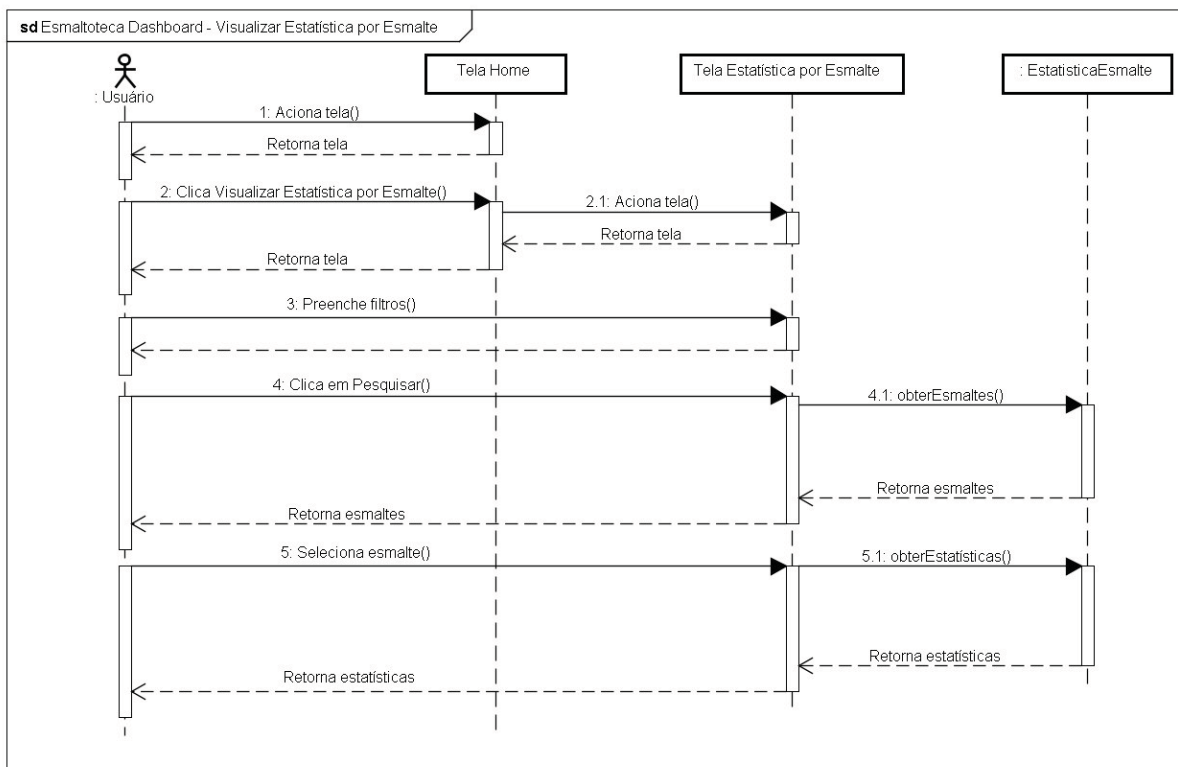 sd Esmaltoteca Dashboard - Visualizar Estatística por Esmalte
: Usuário
Tela Home
Tela Estatística por Esmalte
: EstatisticaEsmalte
1: Aciona tela()
Retorna tela
2: Clica Visualizar Estatística por Esmalte()
2.1: Aciona tela()
Retorna tela
Retorna tela
3: Preenche filtros()
4: Clica em Pesquisar()
4.1: obterEsmaltes()
Retorna esmaltes
Retorna esmaltes
5: Seleciona esmalte()
5.1: obterEstatísticas()
Retorna estatísticas
Retorna estatísticas